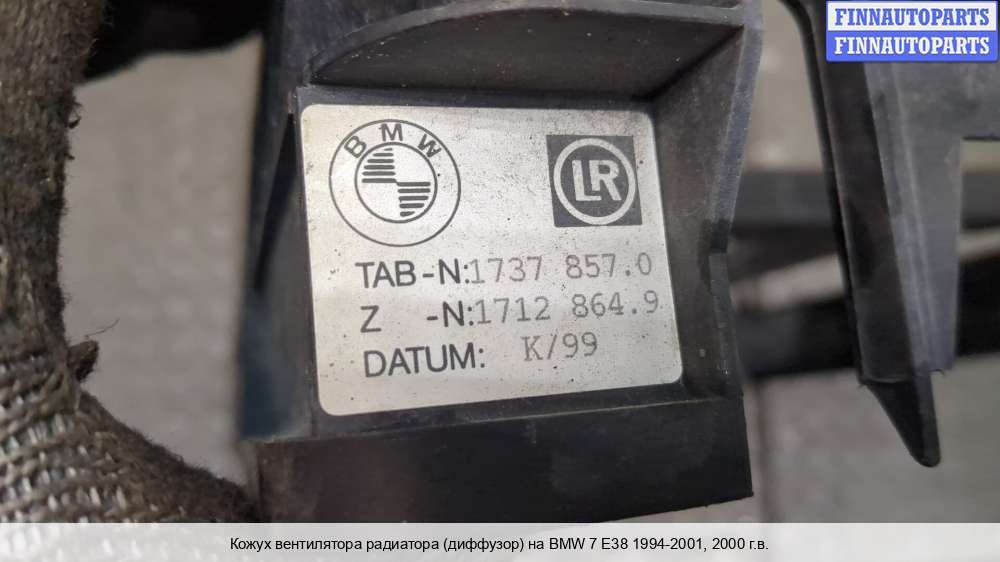 FINNAUTOPARTS
FINNAUTOPARTS
BMW
LR
TAB-N:1737 857.0
Z -N:1712 864.9
DATUM: K/99
Кожух вентилятора радиатора (диффузор) на BMW 7 E38 1994-2001, 2000 г.в.